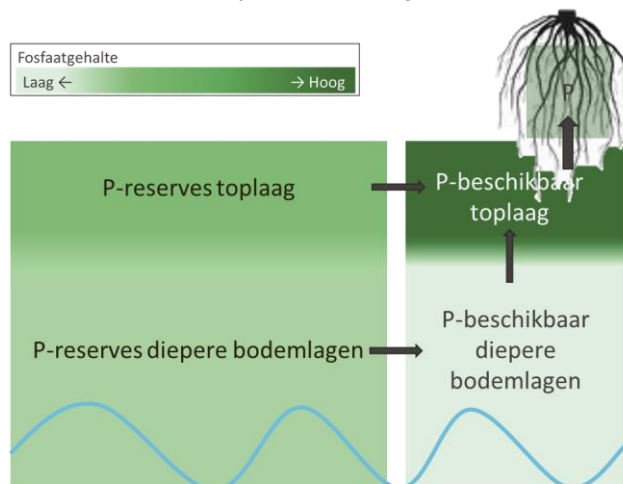 Fosfaatgehalte
Laag ← → Hoog
P
P-reserves toplaag
P-beschikbaar
toplaag
P-reserves diepere bodemlagen
P-beschikbaar
diepere
bodemlagen